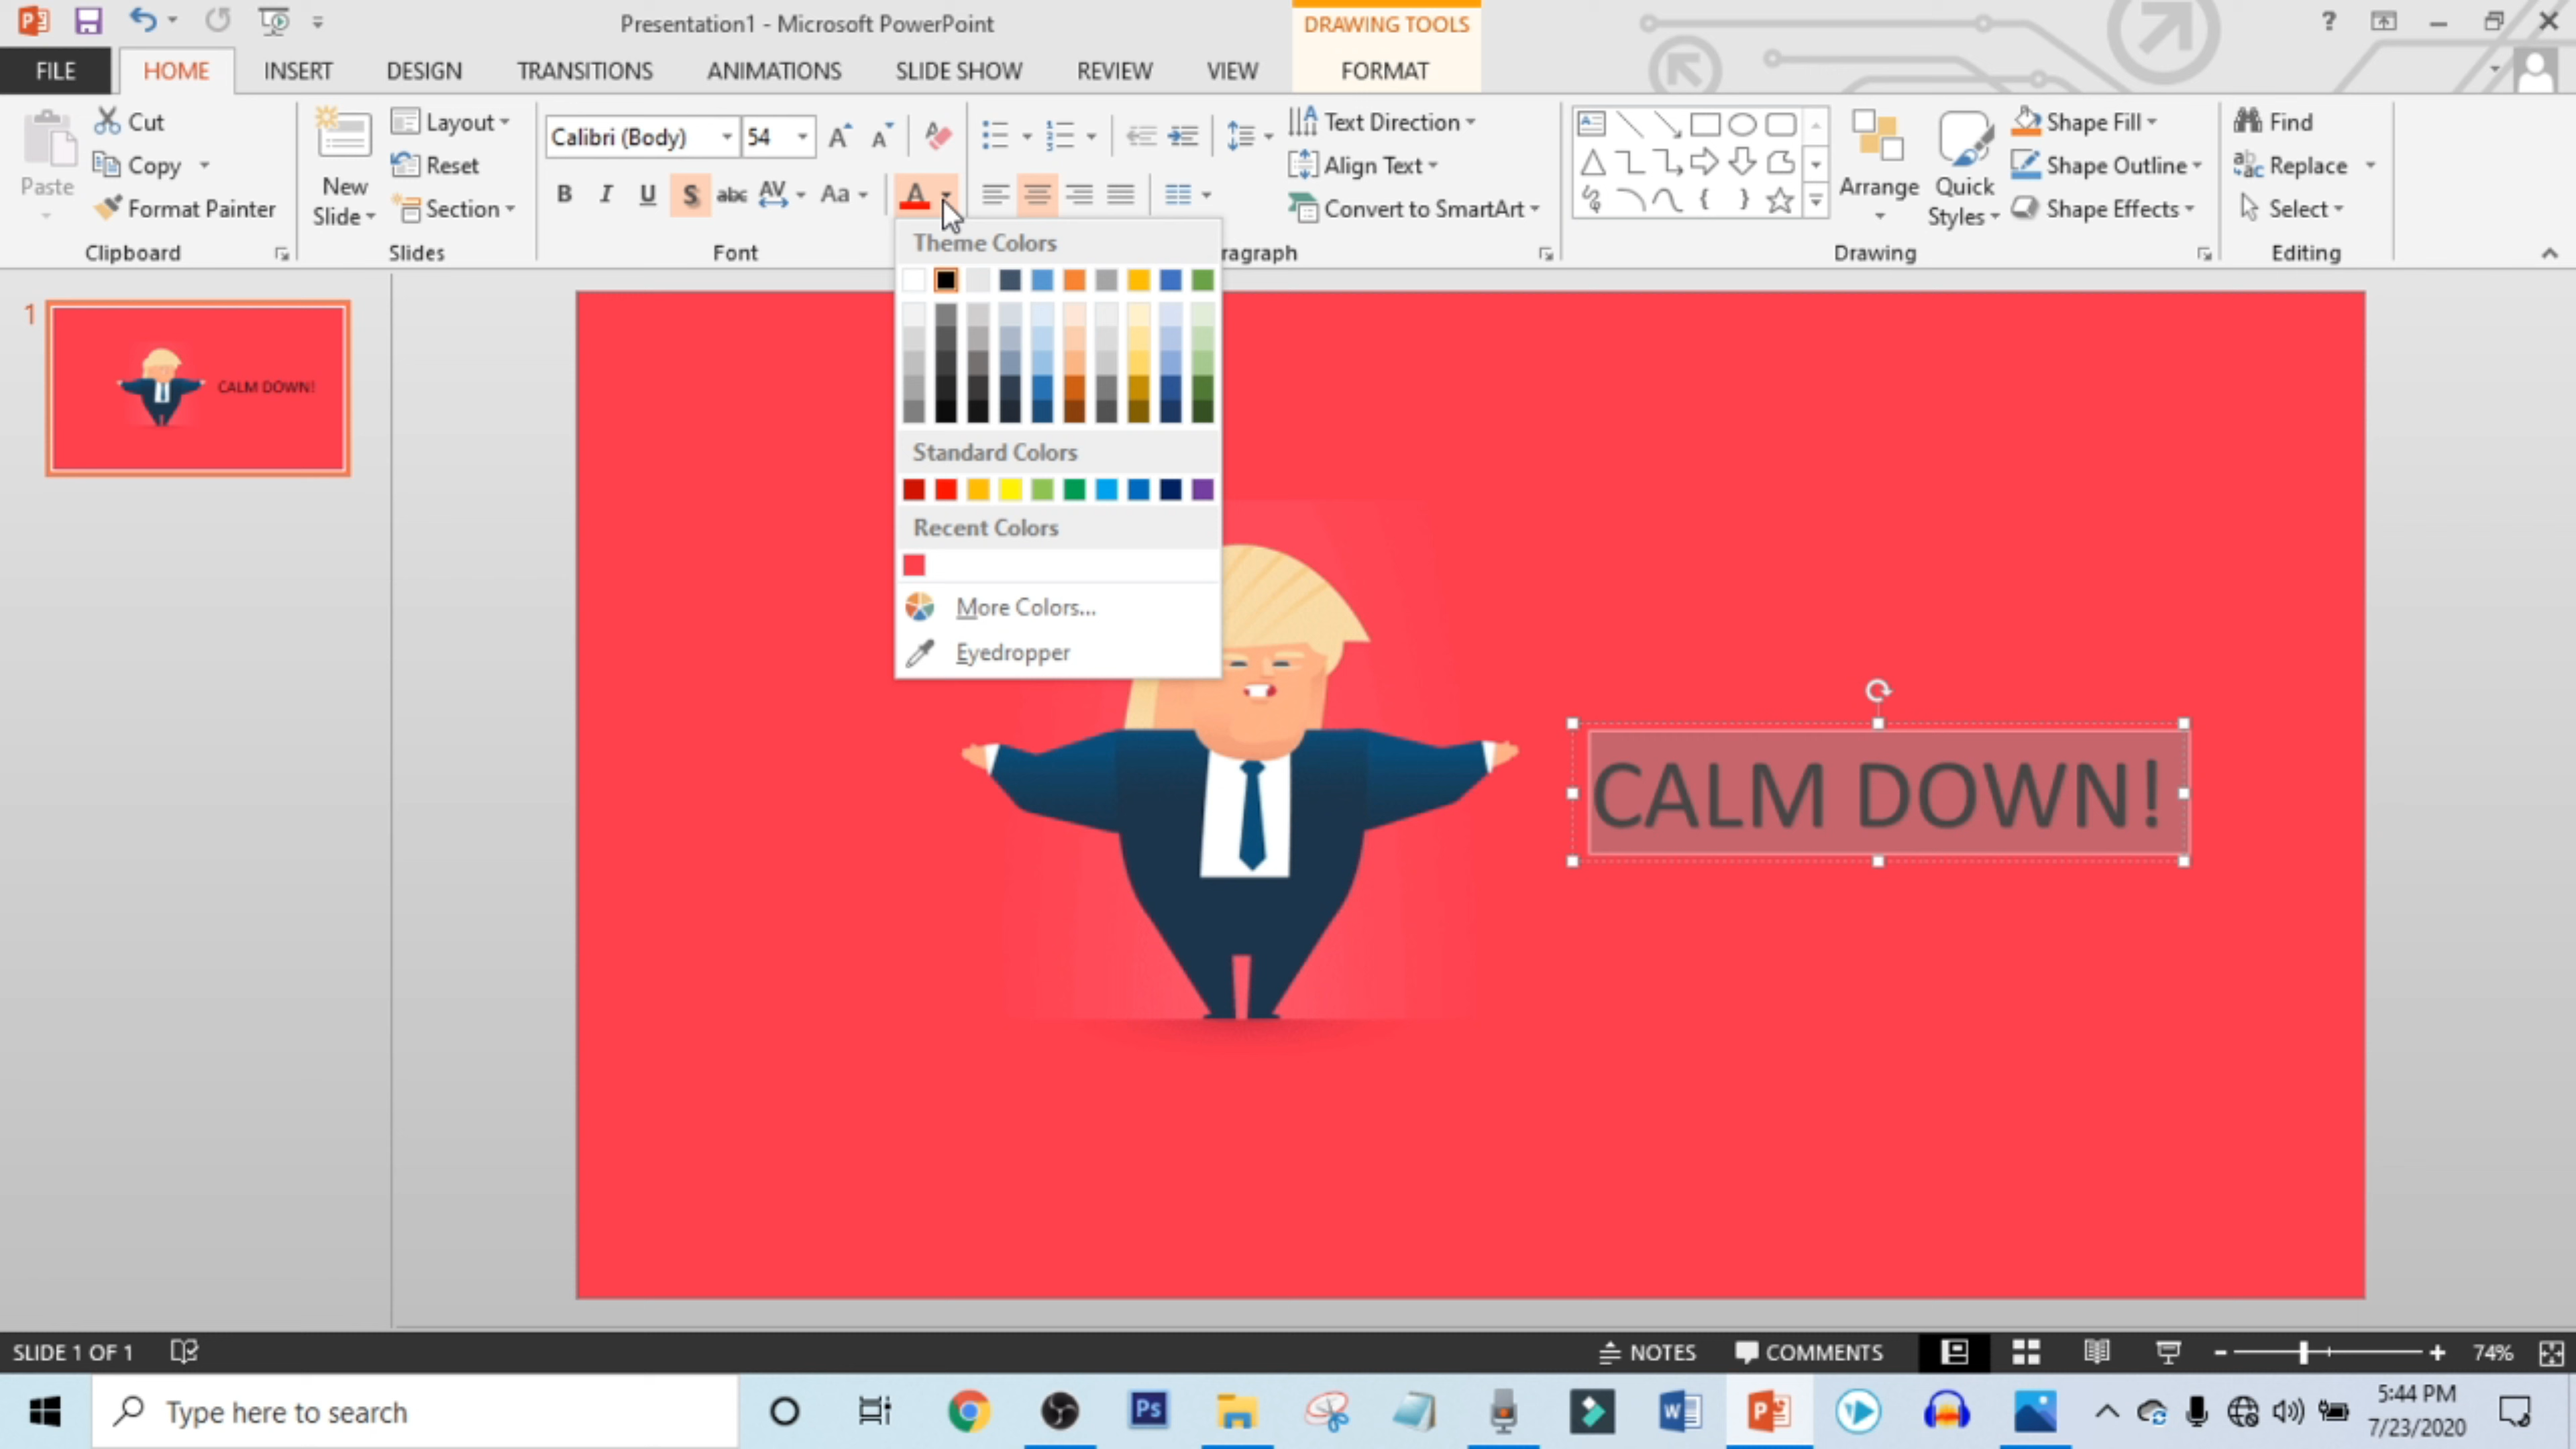 Presentation1 - Microsoft PowerPoint
DRAWING TOOLS
?
FILE
HOME
INSERT
DESIGN
TRANSITIONS
ANIMATIONS
SLIDE SHOW
REVIEW
VIEW
FORMAT
Paste
Cut
Copy
Format Painter
Clipboard
New
Slide
Layout
Reset
Section
Slides
Calibri (Body)
54
B I U S abc AV Aa A
Font
Text Direction
Align Text
Convert to SmartArt
ragraph
Arrange
Quick
Styles
Shape Fill
Shape Outline
Shape Effects
Drawing
Find
Replace
Select
Editing
Theme Colors
Standard Colors
Recent Colors
More Colors...
Eyedropper
1
CALM DOWN!
CALM DOWN!
SLIDE 1 OF 1
NOTES
COMMENTS
74%
Type here to search
Ps
5:44 PM
7/23/2020